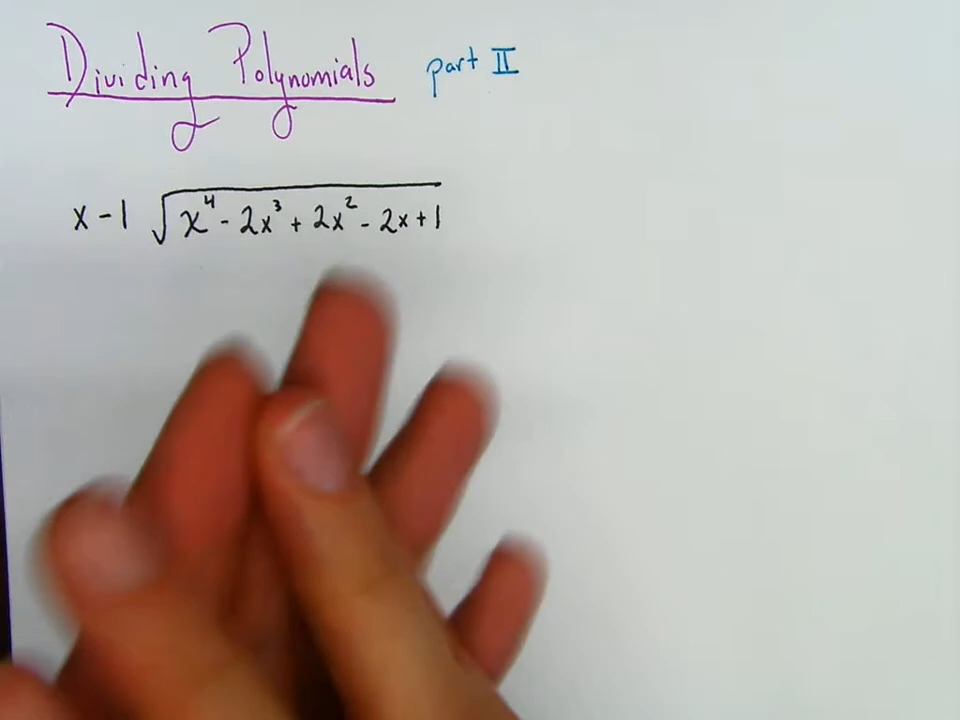 Dividing Polynomials part II
x - 1 √x⁴ - 2x³ + 2x² - 2x + 1